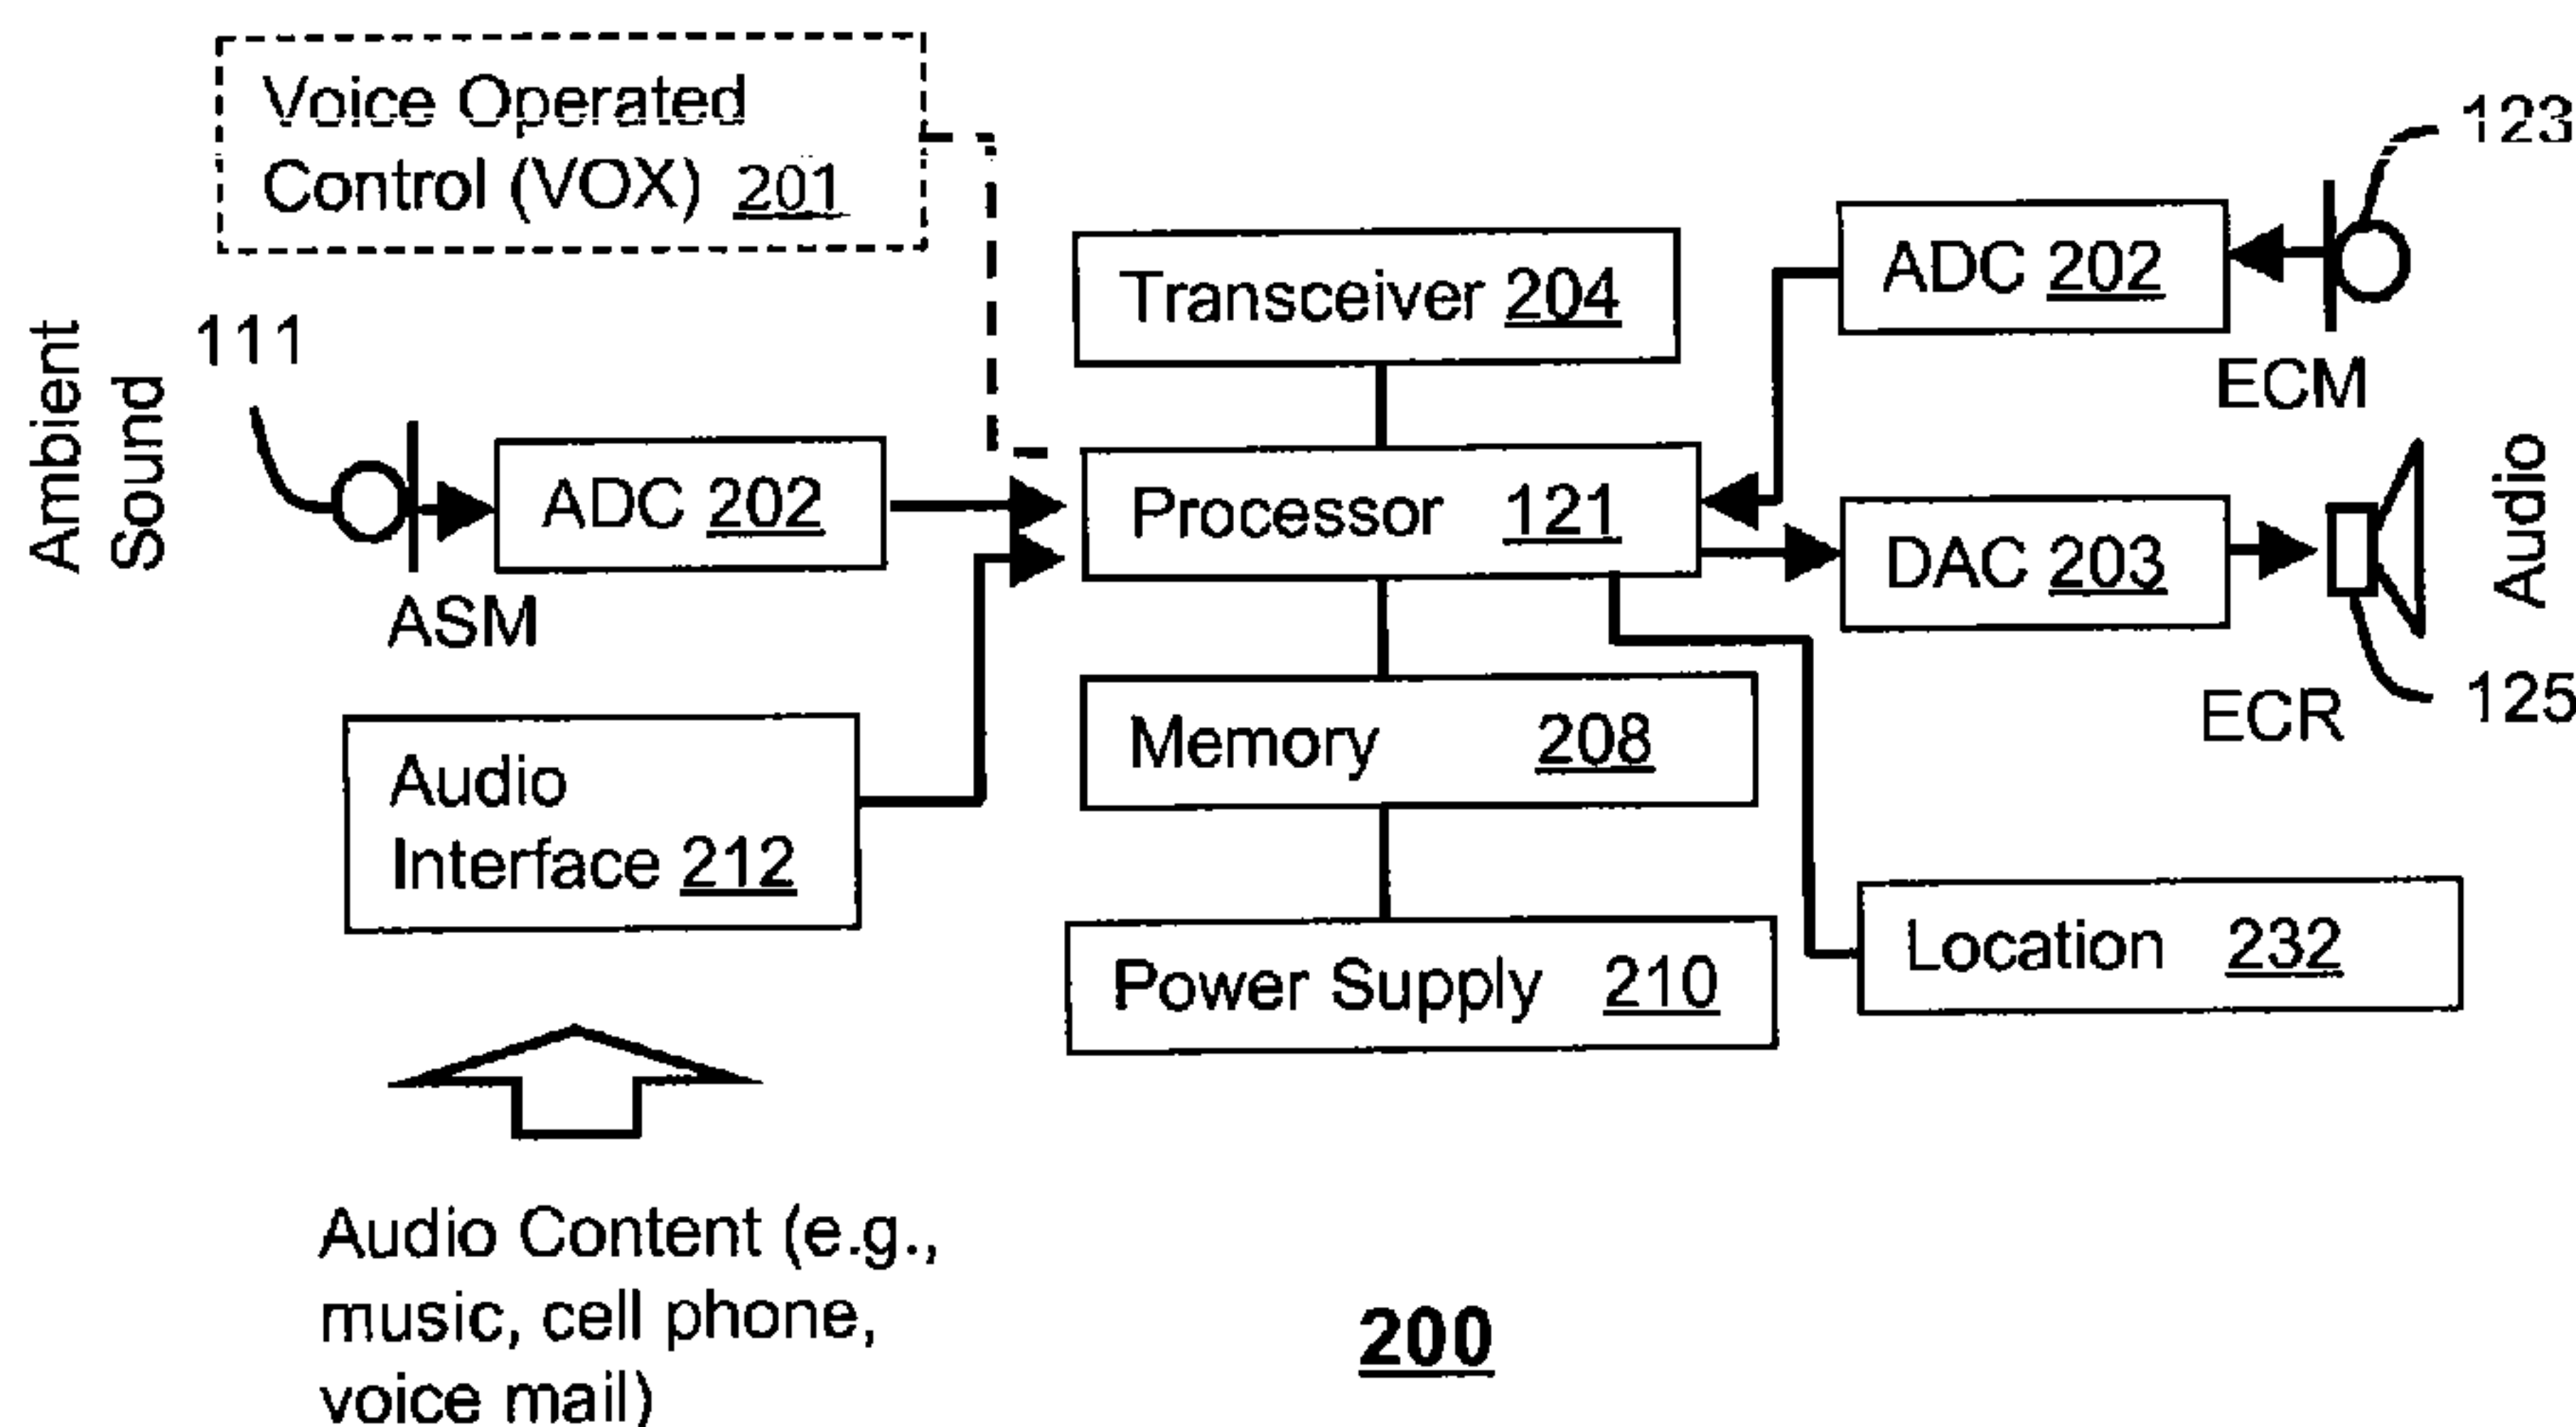 Voice Operated
Control (VOX) 201
123
Transceiver 204
ADC 202
ECM
Ambient
Sound
111
ADC 202
ASM
Processor 121
DAC 203
Audio
ECR
125
Memory 208
Audio
Interface 212
Power Supply 210
Location 232
Audio Content (e.g.,
music, cell phone,
voice mail)
200